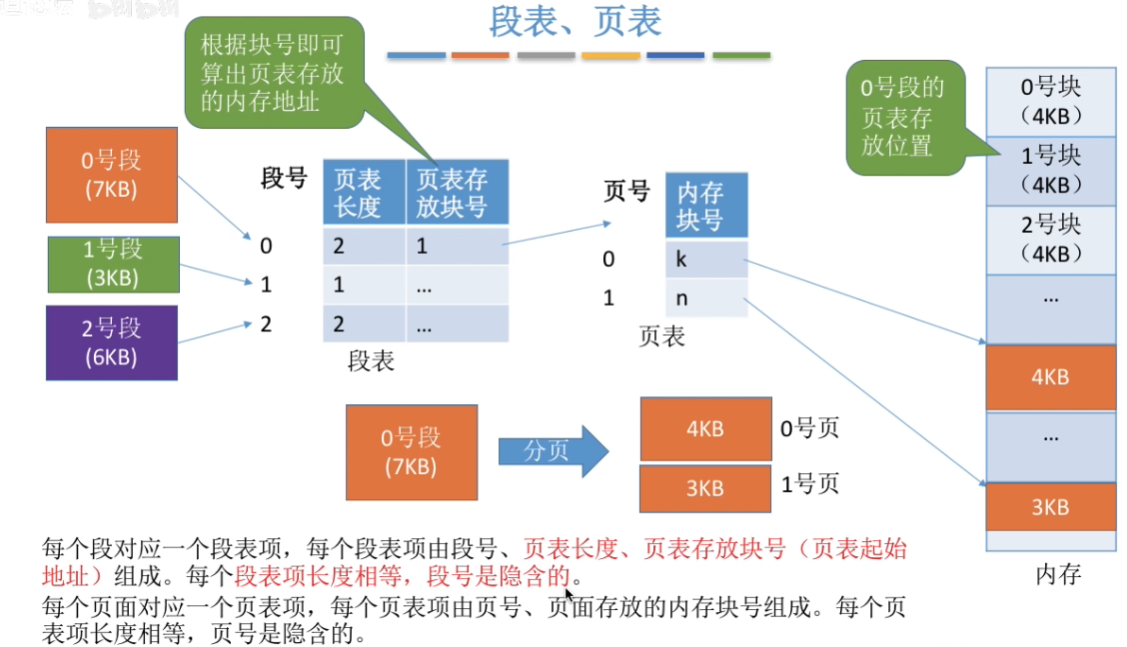 段表、页表
根据块号即可
算出页表存放
的内存地址
0号段的
页表存
放位置
0号段
(7KB)
1号段
(3KB)
2号段
(6KB)
段号
页表
长度
页表存
放块号
0
2
1
1
1
...
2
2
...
段表
页号
内存
块号
0
k
1
n
页表
0号块
（4KB）
1号块
（4KB）
2号块
（4KB）
...
4KB
...
3KB
内存
0号段
(7KB)
分页
4KB
0号页
3KB
1号页
每个段对应一个段表项，每个段表项由段号、页表长度、页表存放块号（页表起始
地址）组成。每个段表项长度相等，段号是隐含的。
每个页面对应一个页表项，每个页表项由页号、页面存放的内存块号组成。每个页
表项长度相等，页号是隐含的。